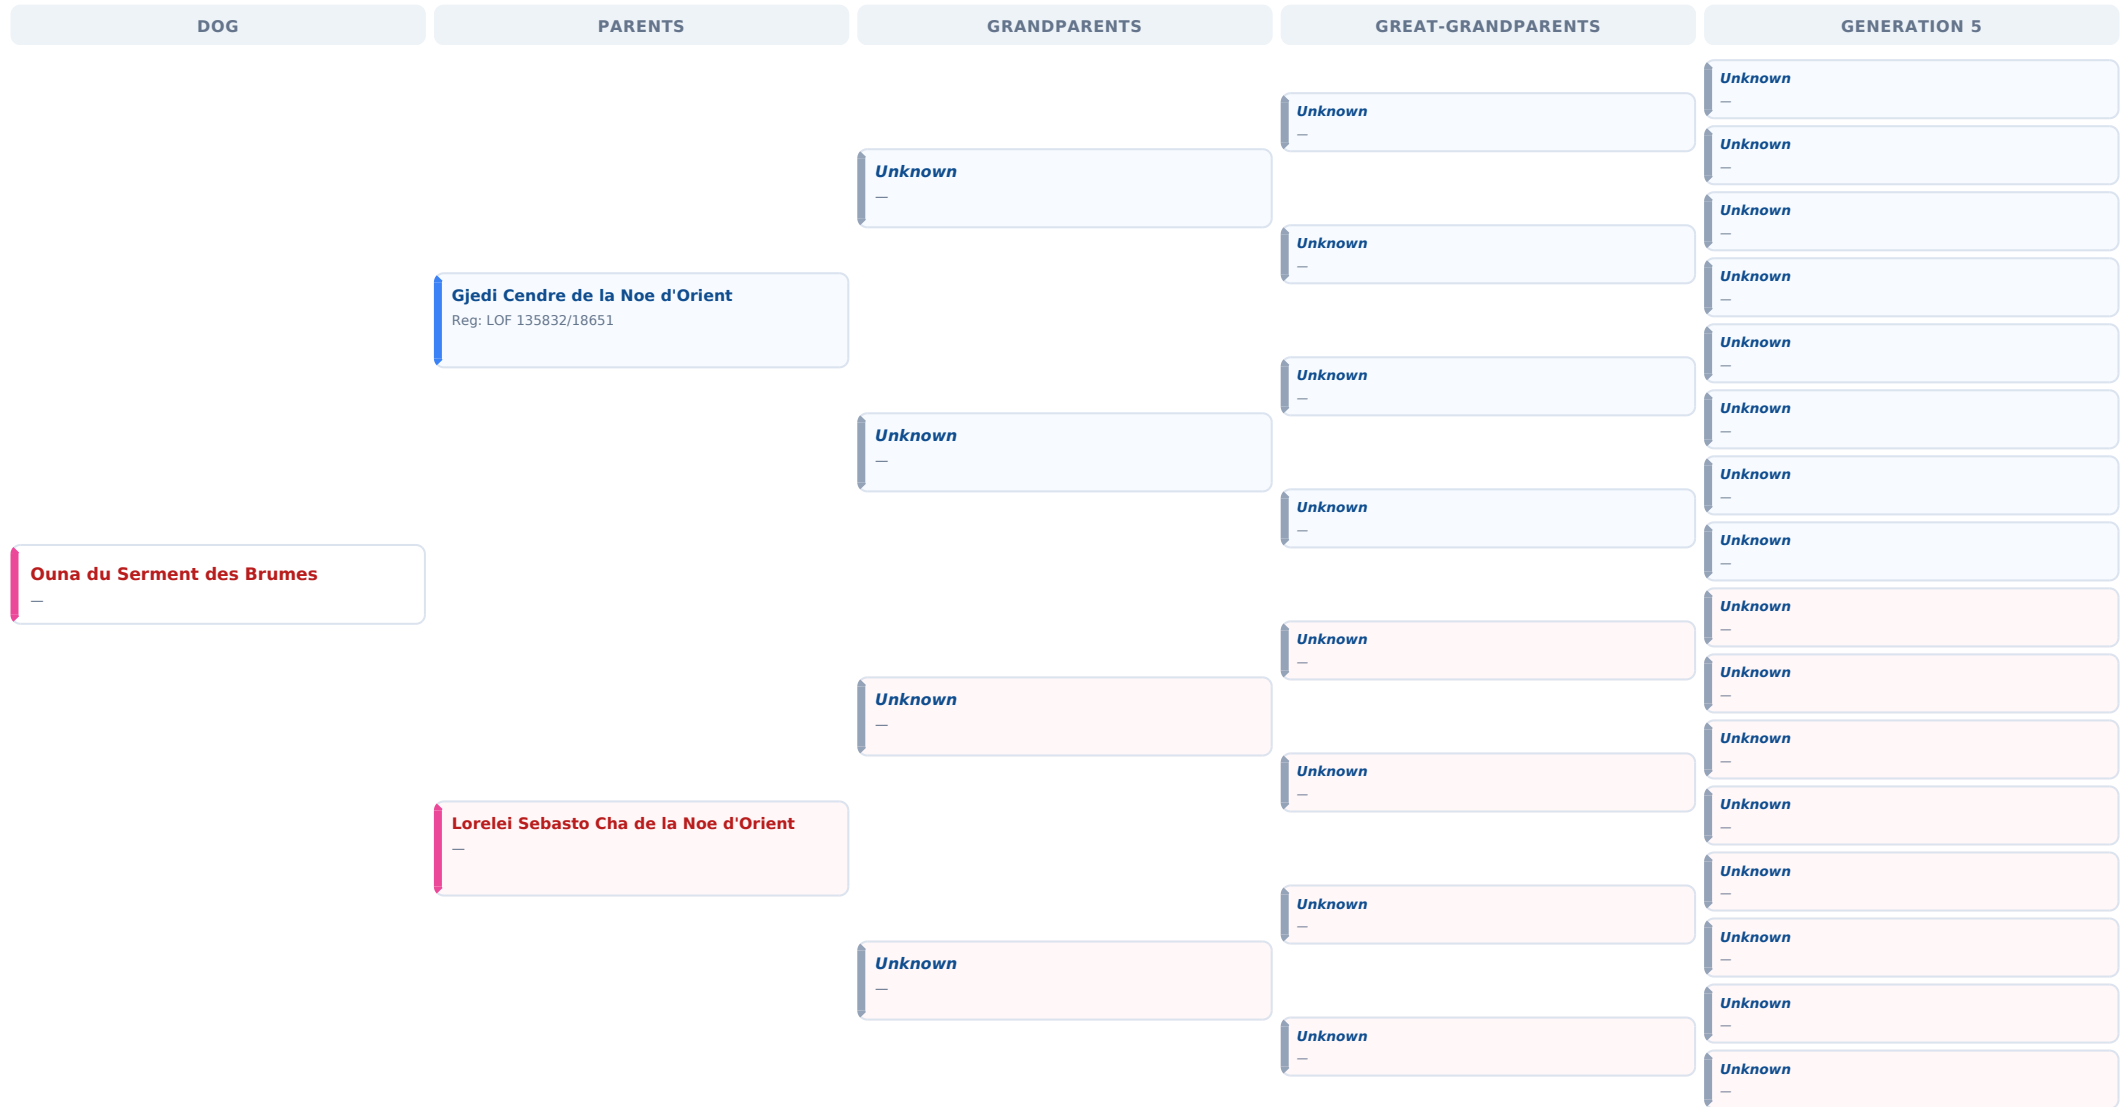 DOG
PARENTS
GRANDPARENTS
GREAT-GRANDPARENTS
GENERATION 5
Ouna du Serment des Brumes
—
Gjedi Cendre de la Noe d'Orient
Reg: LOF 135832/18651
Lorelei Sebasto Cha de la Noe d'Orient
—
Unknown
—
Unknown
—
Unknown
—
Unknown
—
Unknown
—
Unknown
—
Unknown
—
Unknown
—
Unknown
—
Unknown
—
Unknown
—
Unknown
—
Unknown
—
Unknown
—
Unknown
—
Unknown
—
Unknown
—
Unknown
—
Unknown
—
Unknown
—
Unknown
—
Unknown
—
Unknown
—
Unknown
—
Unknown
—
Unknown
—
Unknown
—
Unknown
—